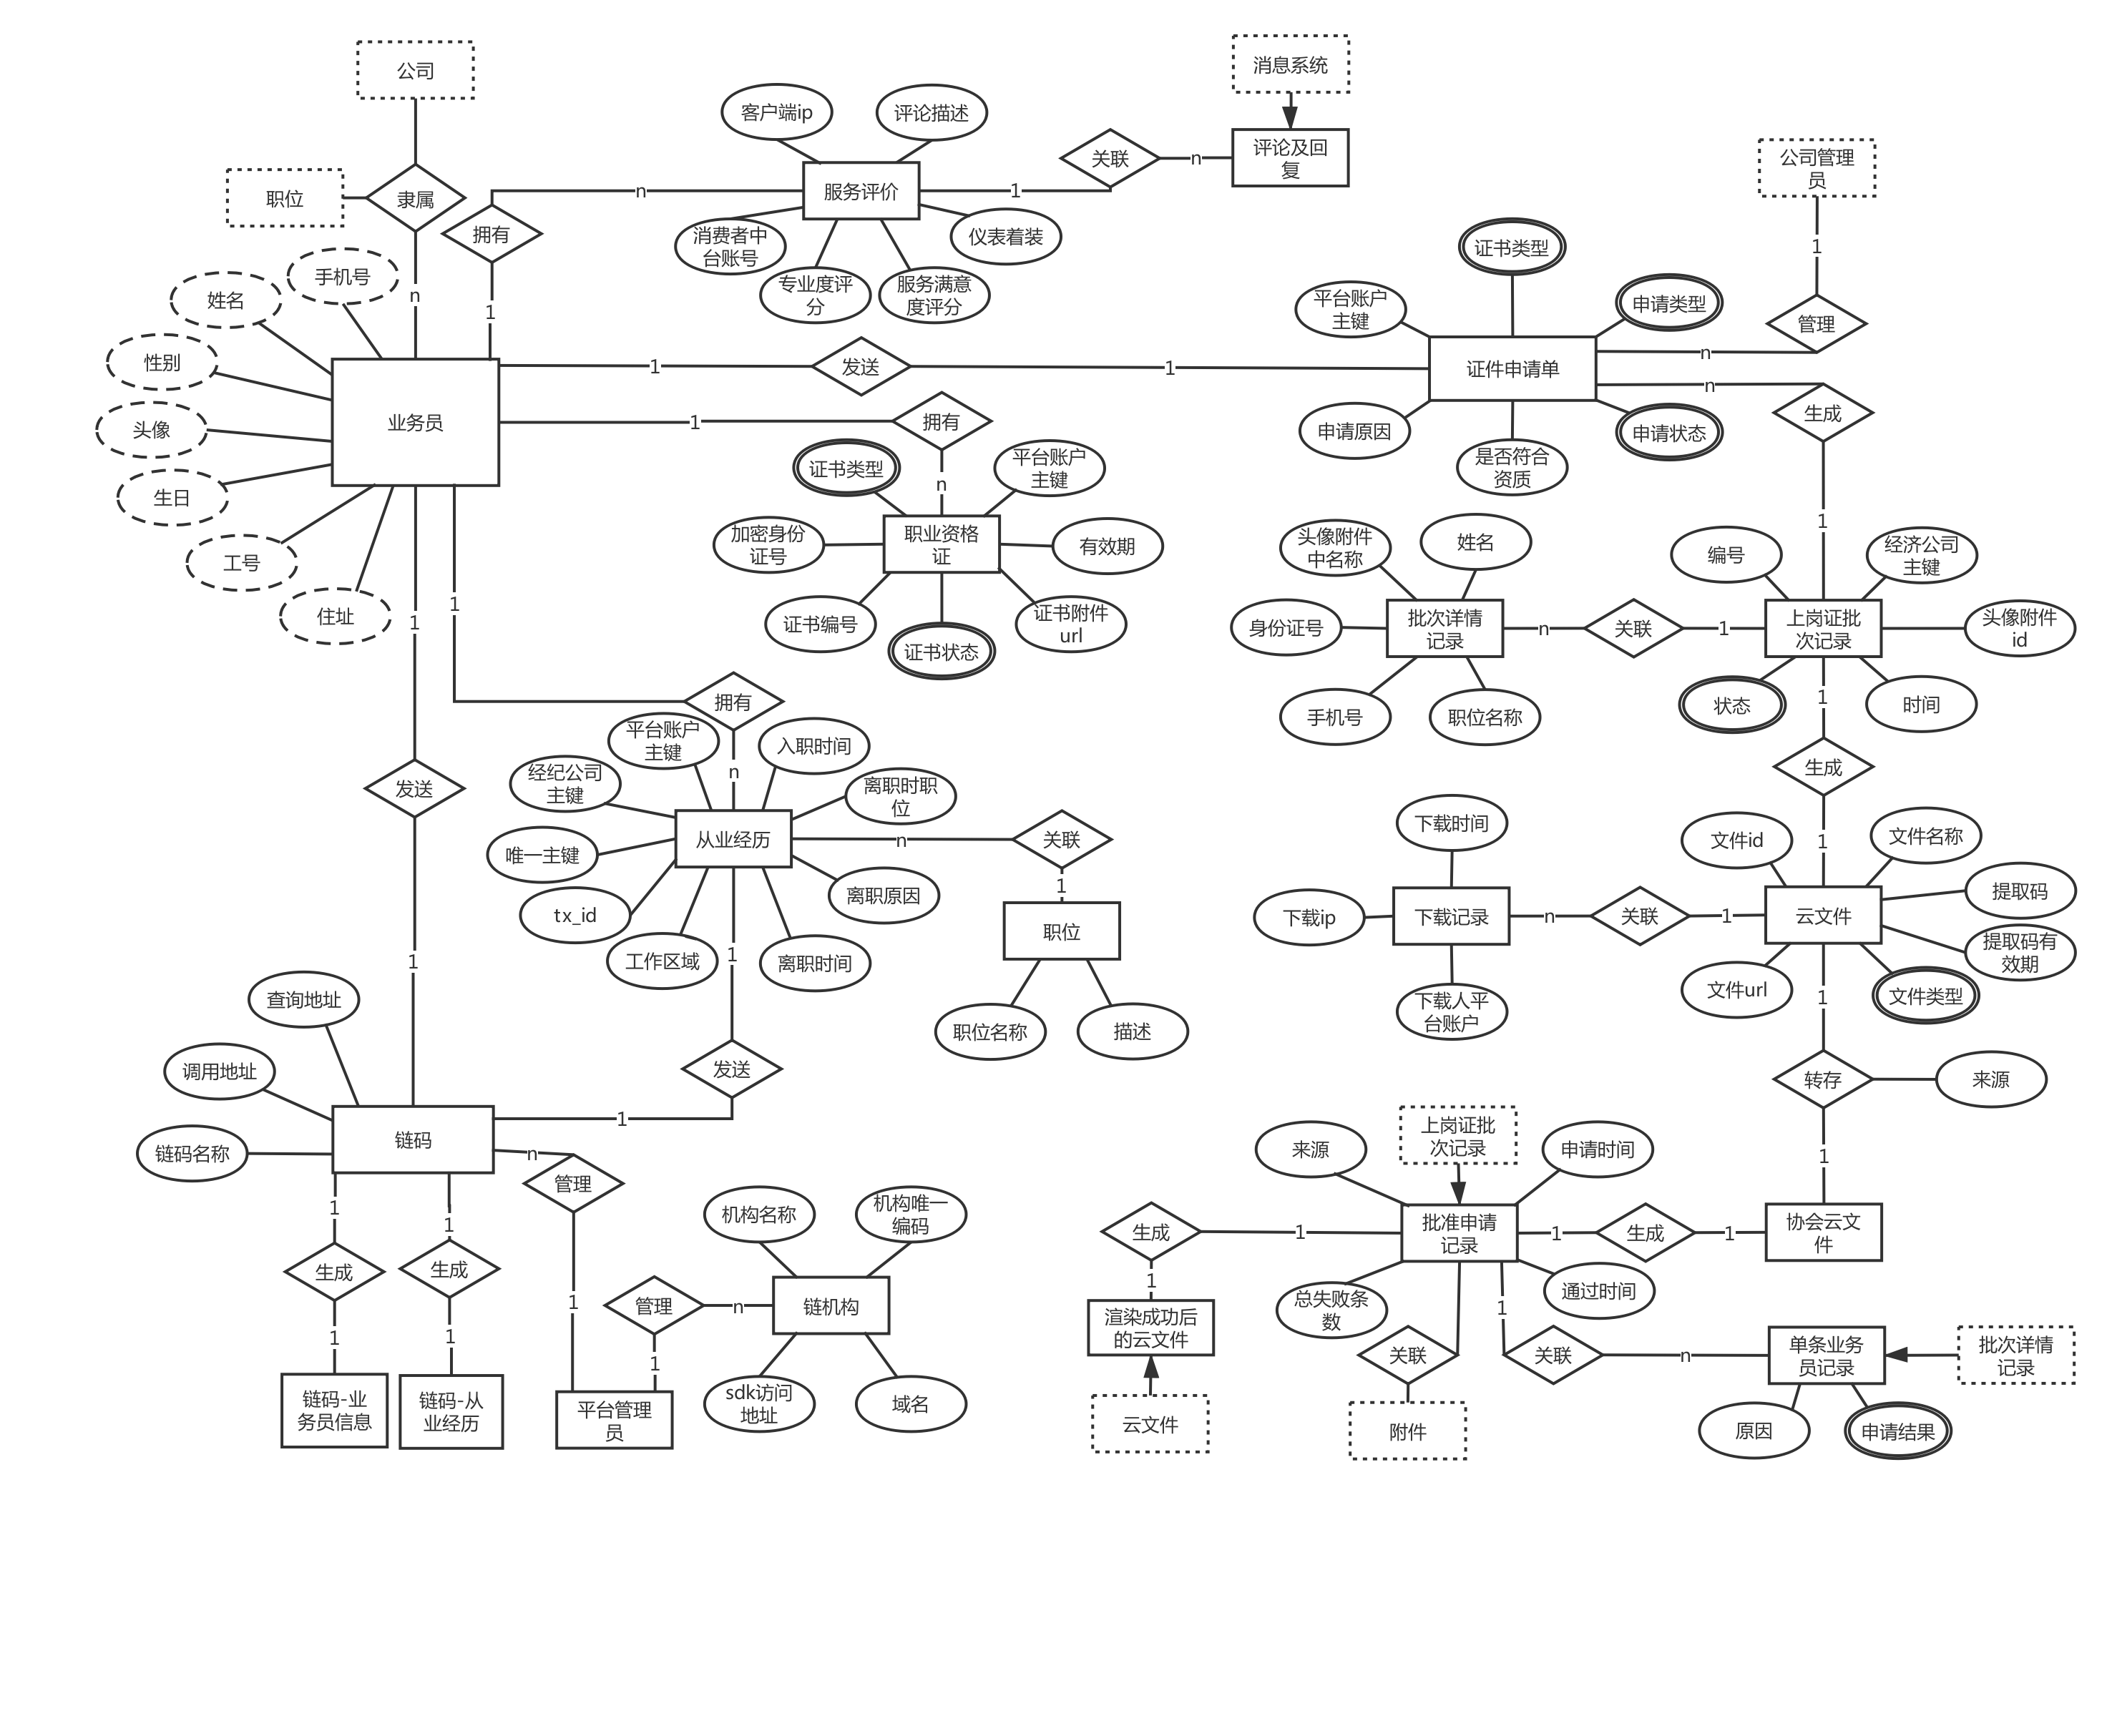 公司
消息系统
客户端ip
评论描述
关联
n
评论及回
复
公司管理
员
职位
隶属
拥有
n
服务评价
1
消费者中
台账号
仪表着装
专业度评
分
服务满意
度评分
证书类型
1
手机号
姓名
n
1
平台账户
主键
申请类型
管理
性别
业务员
1
发送
1
证件申请单
n
n
头像
1
拥有
申请原因
是否符合
资质
申请状态
生成
生日
证书类型
n
平台账户
主键
1
工号
加密身份
证号
职业资格
证
有效期
头像附件
中名称
姓名
编号
经济公司
主键
住址
1
1
证书编号
证书状态
证书附件
url
身份证号
批次详情
记录
n
关联
1
上岗证批
次记录
头像附件
id
手机号
职位名称
状态
1
时间
拥有
平台账户
主键
n
入职时间
经纪公司
主键
离职时职
位
发送
生成
唯一主键
从业经历
n
关联
下载时间
文件id
1
文件名称
tx_id
离职原因
1
工作区域
1
离职时间
职位
下载ip
下载记录
n
关联
1
云文件
提取码
提取码有
效期
1
职位名称
描述
下载人平
台账户
文件url
1
文件类型
查询地址
调用地址
发送
转存
来源
链码名称
链码
1
n
管理
来源
上岗证批
次记录
申请时间
1
1
1
机构名称
机构唯一
编码
生成
1
批准申请
记录
1
生成
1
协会云文
件
生成
生成
1
管理
n
链机构
1
总失败条
数
1
通过时间
1
1
1
渲染成功后
的云文件
关联
关联
n
单条业务
员记录
批次详情
记录
链码-业
务员信息
链码-从
业经历
平台管理
员
sdk访问
地址
域名
云文件
附件
原因
申请结果